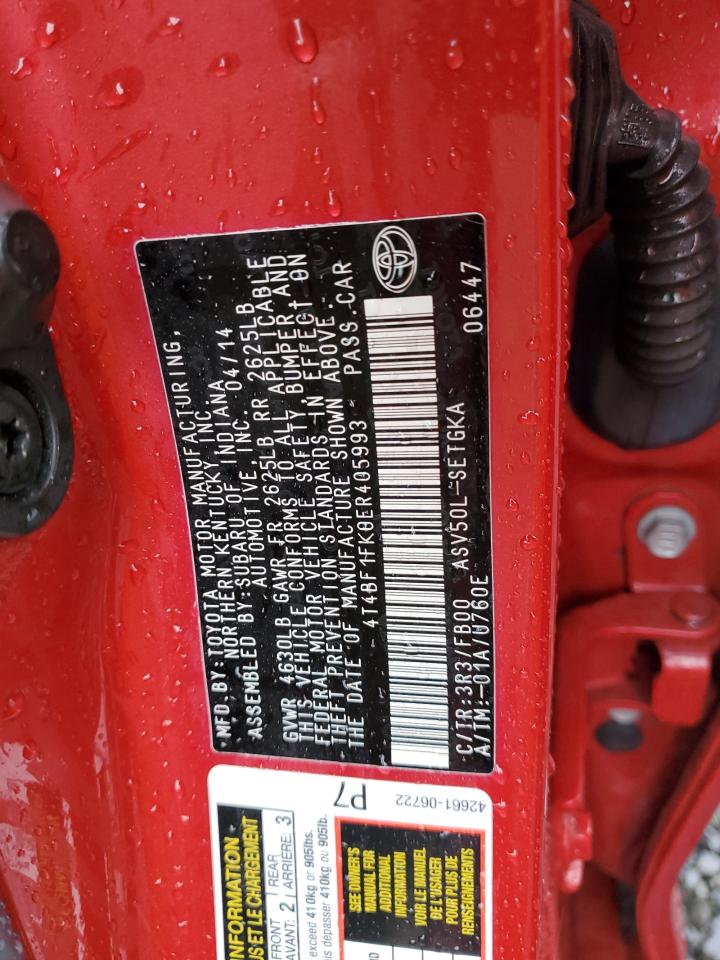 MFD. BY: TOYOTA MOTOR MANUFACTURING,
NORTHERN KENTUCKY, INC.
ASSEMBLED BY: SUBARU OF INDIANA
AUTOMOTIVE, INC. 04/14
GVWR 4630LB GAWR FR 2625LB RR 2625LB
THIS VEHICLE CONFORMS TO ALL APPLICABLE
FEDERAL MOTOR VEHICLE SAFETY, BUMPER, AND
THEFT PREVENTION STANDARDS IN EFFECT ON
THE DATE OF MANUFACTURE SHOWN ABOVE.
4T4BF1FK0ER405993 PASS.CAR
C/TR:3R3/FB00 ASV50L-SETGKA
A/TM:-01A/U760E 06447
INFORMATION
US ET LE CHARGEMENT
FRONT 2 REAR 3
AVANT: ARRIÈRE:
exceed 410kg or 905lbs.
is dépasser 410kg ou 905lb.
P7
SEE OWNER'S
MANUAL FOR
ADDITIONAL
INFORMATION
VOIR LE MANUEL
DE L'USAGER
POUR PLUS DE
RENSEIGNEMENTS
42661-06722